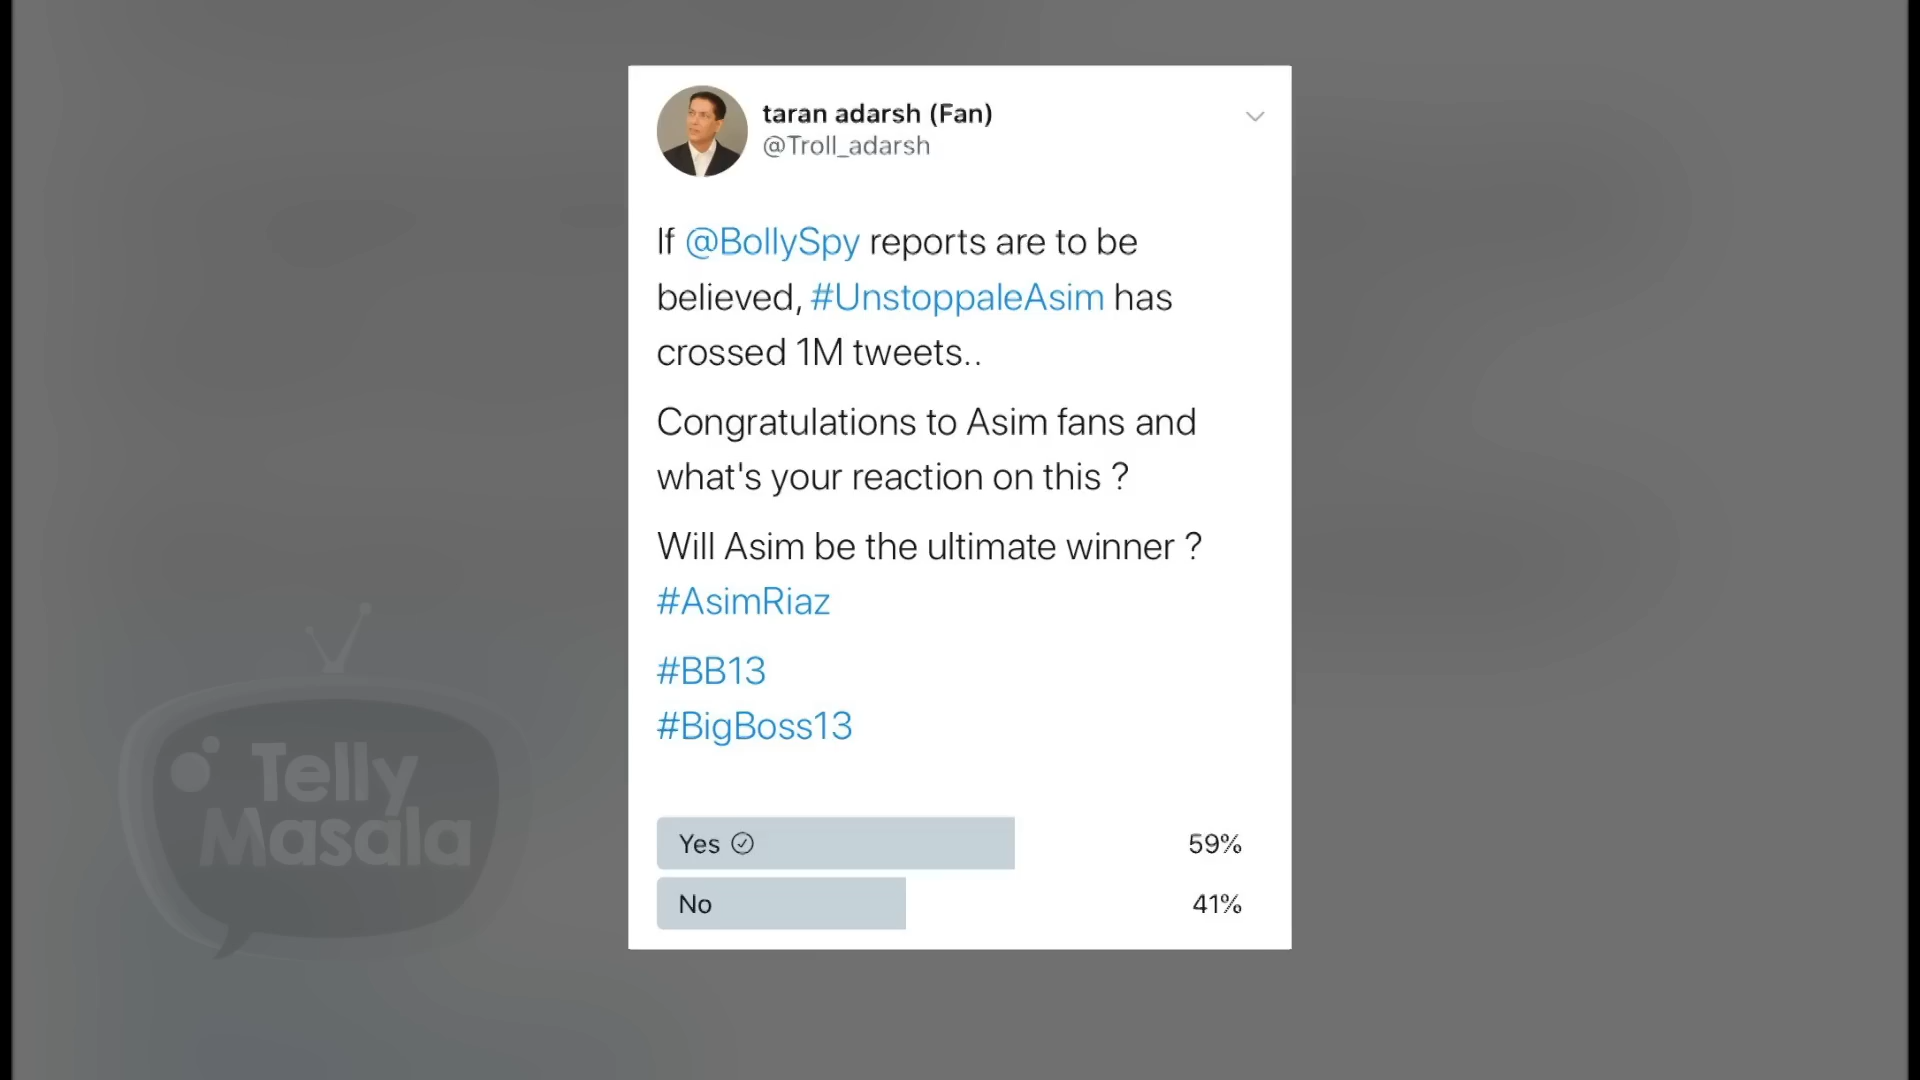 taran adarsh (Fan)
@Troll_adarsh
If @BollySpy reports are to be
believed, #UnstoppaleAsim has
crossed 1M tweets..
Congratulations to Asim fans and
what's your reaction on this ?
Will Asim be the ultimate winner ?
#AsimRiaz
#BB13
#BigBoss13
Yes 59%
No 41%
Telly
Masala